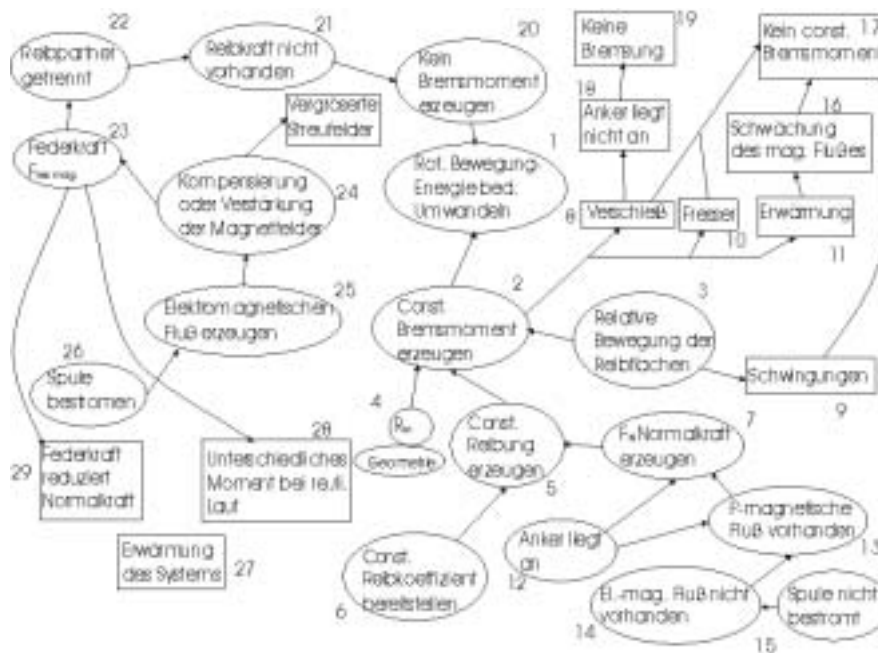 22
Reibpartner
getrennt
21
Reibkraft nicht
vorhanden
20
Kein
Bremsmoment
erzeugen
19
Keine
Bremsung
18
Anker liegt
nicht an
17
Kein const.
Bremsmoment
16
Schwächung
des mag. Flußes
23
Federkraft
Vergröserte
Streufelder
24
Kompensierung
oder Verstärkung
der Magnetfelder
1
Rot. Bewegung
Energie bed.
Umwandeln
8
Verschleiß
Fresser
10
Erwärmung
11
25
Elektromagnetischen
Fluß erzeugen
2
Const.
Bremsmoment
erzeugen
3
Relative
Bewegung der
Reibflächen
Schwingungen
9
26
Spule
bestromen
4
Geometrie
Const.
Reibung
erzeugen
5
7
Normalkraft
erzeugen
29
Federkraft
reduziert
Normalkraft
28
Unterschiedliches
Moment bei re./li.
Lauf
Erwärmung
des Systems
27
Const.
Reibkoeffizient
bereitstellen
6
Anker liegt
an
12
P-magnetische
Fluß vorhanden
13
El.-mag. Fluß nicht
vorhanden
14
Spule nicht
bestromt
15